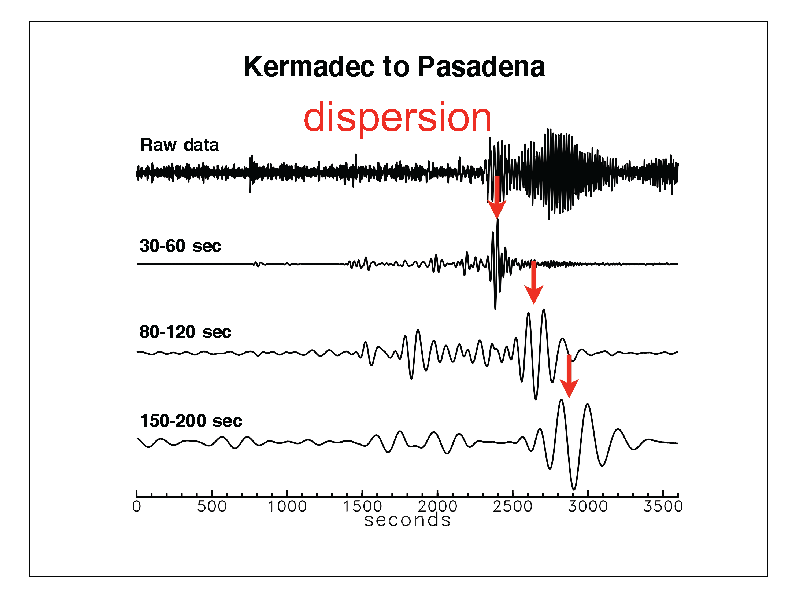 Kermadec to Pasadena
dispersion
Raw data
30-60 sec
80-120 sec
150-200 sec
0 500 1000 1500 2000 2500 3000 3500
seconds